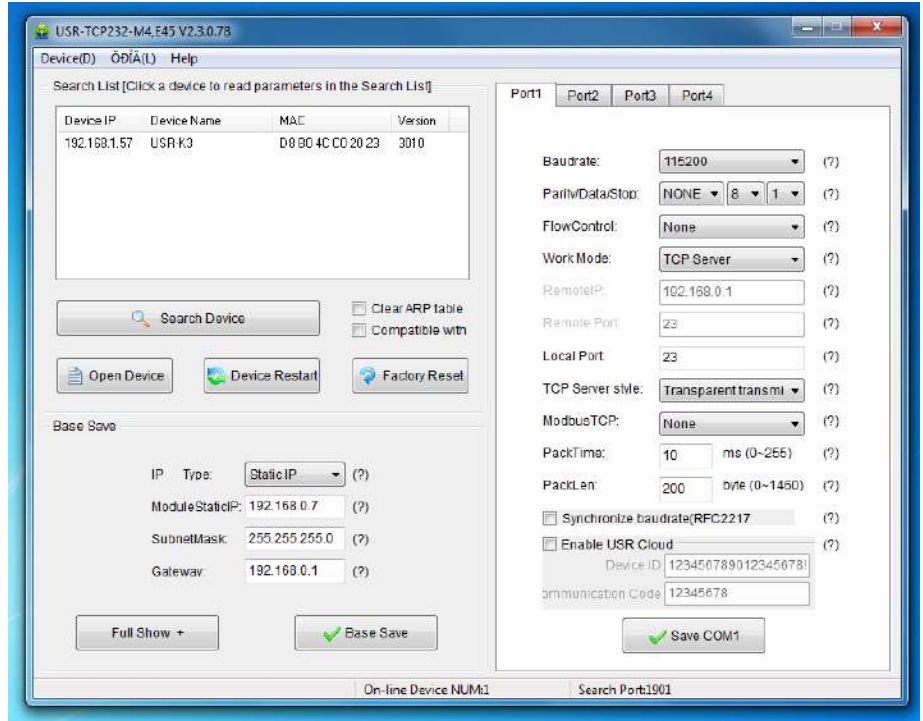 USR-TCP232-M4,E45 V2.3.0.78
Device(D) ÖÐÎÄ(L) Help
Search List [Click a device to read parameters in the Search List]
Device IP Device Name MAC Version
192.168.1.57 USR-K3 D8 B0 4C C0 20 23 3010
Search Device
Clear ARP table
Compatible with
Open Device Device Restart Factory Reset
Base Save
IP Type: Static IP (?)
ModuleStaticIP: 192.168.0.7 (?)
SubnetMask: 255.255.255.0 (?)
Gateway: 192.168.0.1 (?)
Full Show + Base Save
Port1 Port2 Port3 Port4
Baudrate: 115200 (?)
Parity/Data/Stop: NONE 8 1 (?)
FlowControl: None (?)
Work Mode: TCP Server (?)
RemoteIP: 192.168.0.1 (?)
Remote Port: 23 (?)
Local Port: 23 (?)
TCP Server style: Transparent transmi (?)
ModbusTCP: None (?)
PackTime: 10 ms (0~255) (?)
PackLen: 200 byte (0~1460) (?)
Synchronize baudrate(RFC2217 (?)
Enable USR Cloud (?)
Device ID 123456789012345678!
ommunication Code 12345678
Save COM1
On-line Device NUM:1 Search Port:1901